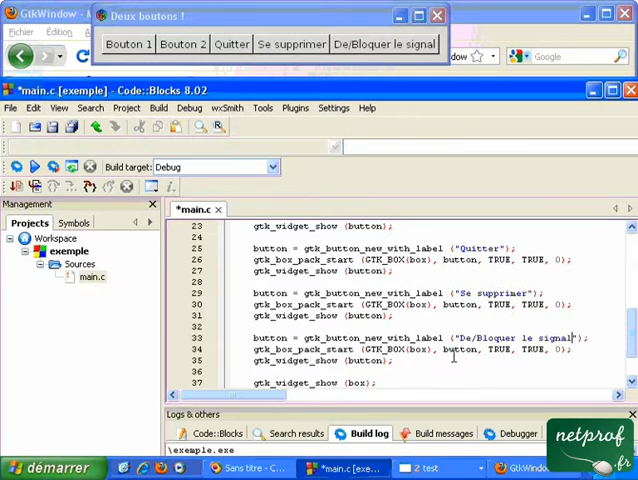 GtkWindow
Deux boutons !
Fichier
Édition
Bouton 1 Bouton 2 Quitter Se supprimer De/Bloquer le signal
Google
*main.c [exemple] - Code::Blocks 8.02
File Edit View Search Project Build Debug wxSmith Tools Plugins Settings Help
Build target: Debug
Management
*main.c
Projects Symbols
Workspace
exemple
Sources
main.c
23 gtk_widget_show (button);
24
25 button = gtk_button_new_with_label ("Quitter");
26 gtk_box_pack_start (GTK_BOX(box), button, TRUE, TRUE, 0);
27 gtk_widget_show (button);
28
29 button = gtk_button_new_with_label ("Se supprimer");
30 gtk_box_pack_start (GTK_BOX(box), button, TRUE, TRUE, 0);
31 gtk_widget_show (button);
32
33 button = gtk_button_new_with_label ("De/Bloquer le signal");
34 gtk_box_pack_start (GTK_BOX(box), button, TRUE, TRUE, 0);
35 gtk_widget_show (button);
36
37 gtk_widget_show (box);
Logs & others
Code::Blocks Search results Build log Build messages Debugger
\exemple.exe
netprof
.fr
démarrer
Sans titre -
*main.c [exe...
2 test
GtkWindow